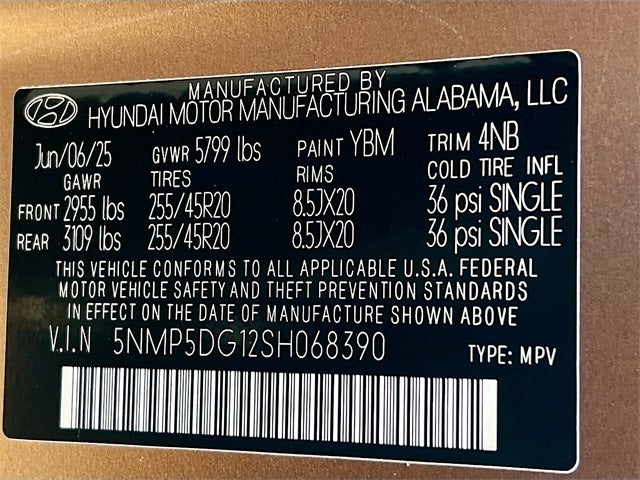 MANUFACTURED BY
HYUNDAI MOTOR MANUFACTURING ALABAMA, LLC
Jun/06/25 GVWR 5799 lbs PAINT YBM TRIM 4NB
GAWR TIRES RIMS COLD TIRE INFL
FRONT 2955 lbs 255/45R20 8.5JX20 36 psi SINGLE
REAR 3109 lbs 255/45R20 8.5JX20 36 psi SINGLE
THIS VEHICLE CONFORMS TO ALL APPLICABLE U.S.A. FEDERAL
MOTOR VEHICLE SAFETY AND THEFT PREVENTION STANDARDS
IN EFFECT ON THE DATE OF MANUFACTURE SHOWN ABOVE
V.I.N 5NMP5DG12SH068390 TYPE: MPV